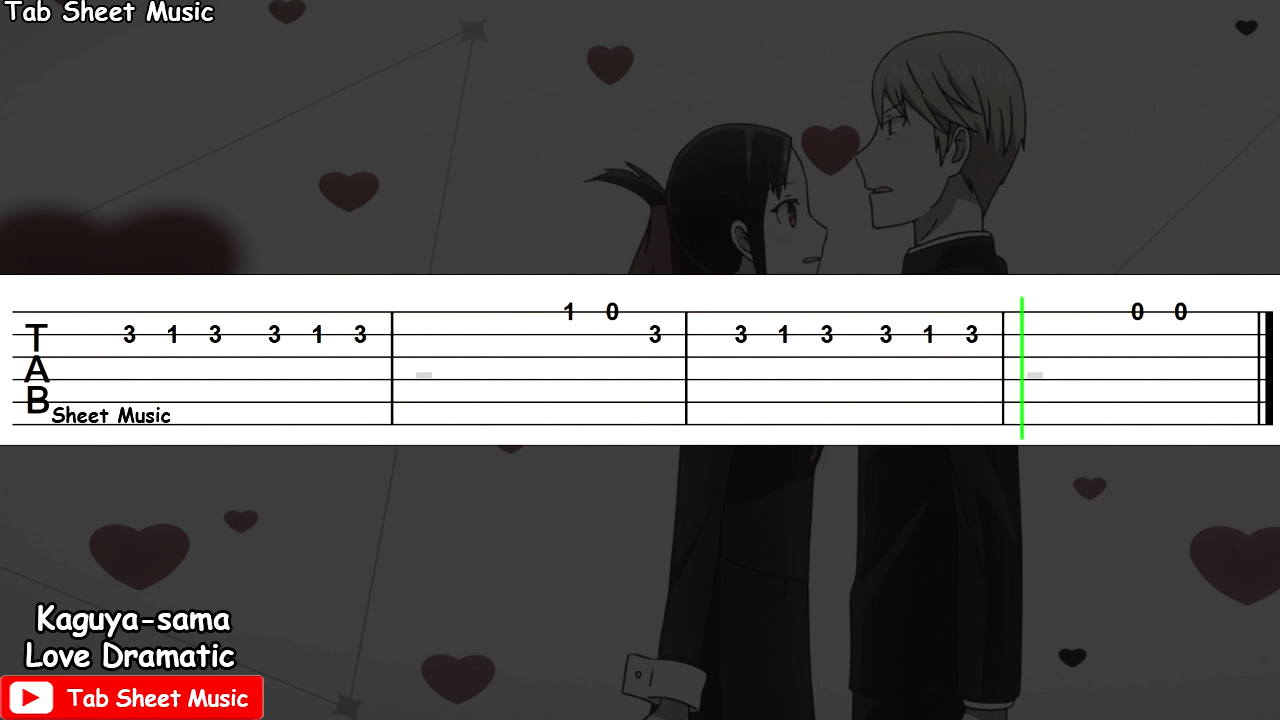 Tab Sheet Music
1 0 0 0
T 3 1 3 3 1 3 3 3 1 3 3 1 3
A
B
Sheet Music
Kaguya-sama
Love Dramatic
Tab Sheet Music